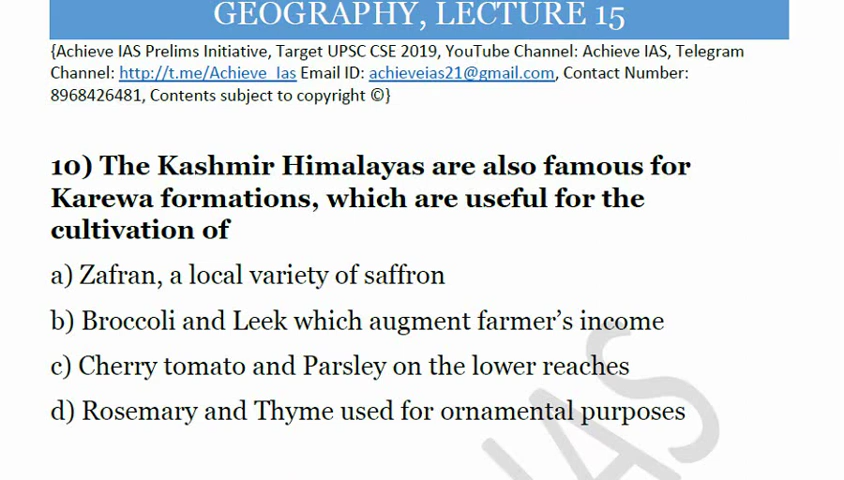 GEOGRAPHY, LECTURE 15
{Achieve IAS Prelims Initiative, Target UPSC CSE 2019, YouTube Channel: Achieve IAS, Telegram
Channel: http://t.me/Achieve_Ias Email ID: achieveias21@gmail.com, Contact Number:
8968426481, Contents subject to copyright ©}
10) The Kashmir Himalayas are also famous for
Karewa formations, which are useful for the
cultivation of
a) Zafran, a local variety of saffron
b) Broccoli and Leek which augment farmer's income
c) Cherry tomato and Parsley on the lower reaches
d) Rosemary and Thyme used for ornamental purposes
IAS